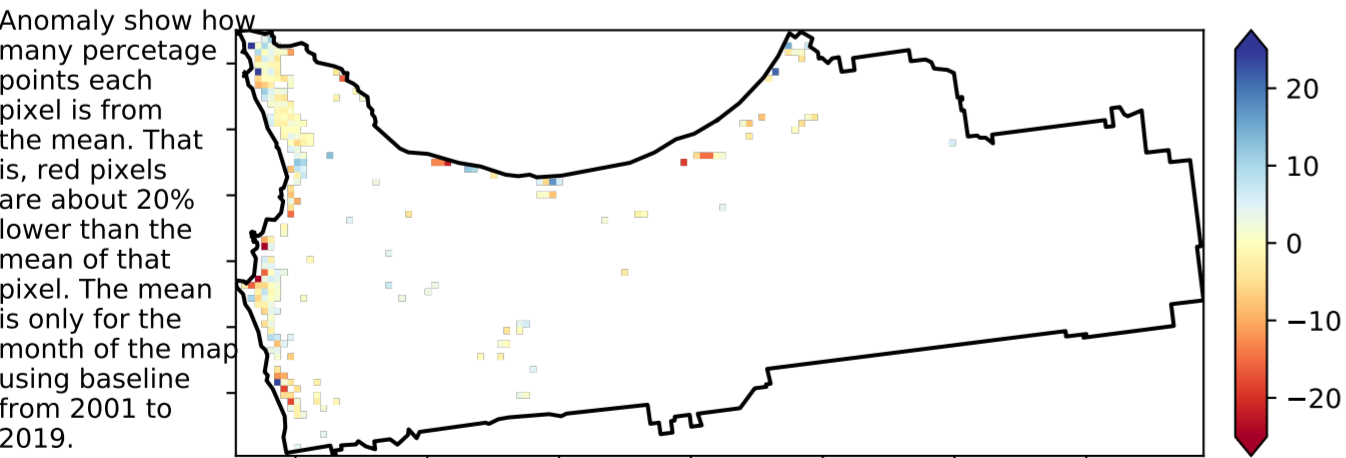 Anomaly show how
many percetage
points each
pixel is from
the mean. That
is, red pixels
are about 20%
lower than the
mean of that
pixel. The mean
is only for the
month of the map
using baseline
from 2001 to
2019.
20
10
0
−10
−20